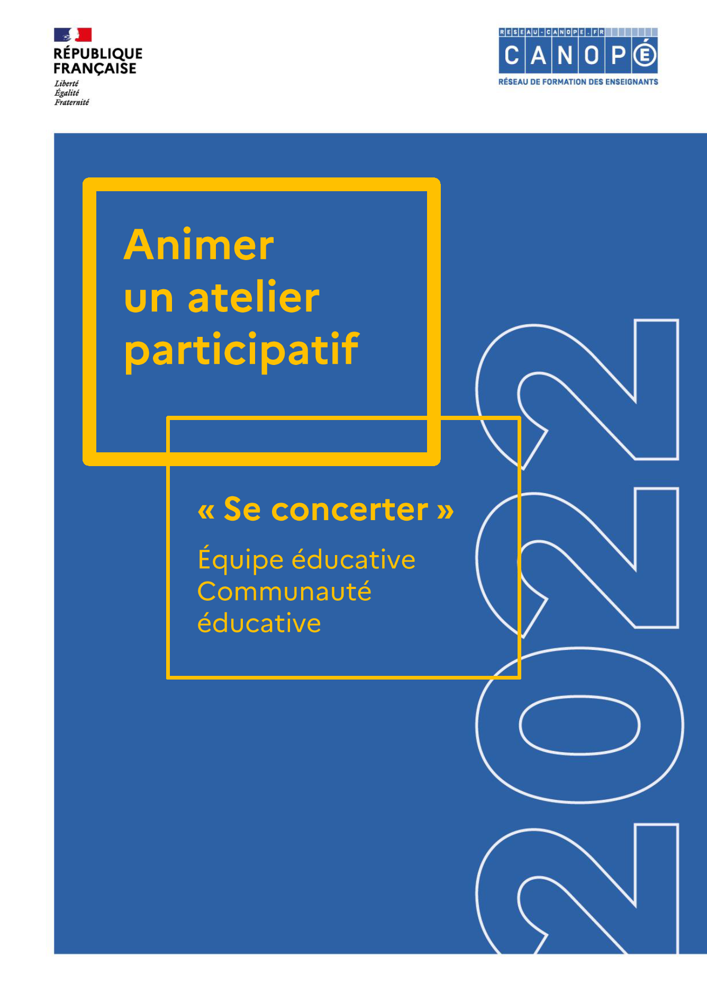 RÉPUBLIQUE
FRANÇAISE
Liberté
Égalité
Fraternité
RESEAU-CANOPE.FR
CANOPÉ
RÉSEAU DE FORMATION DES ENSEIGNANTS
Animer
un atelier
participatif
« Se concerter »
Équipe éducative
Communauté
éducative
2022